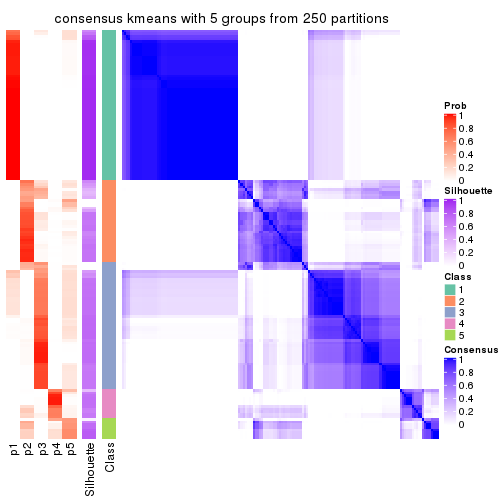 consensus kmeans with 5 groups from 250 partitions
Prob
1
0.8
0.6
0.4
0.2
0
Silhouette
1
0.8
0.6
0.4
0.2
0
Class
1
2
3
4
5
Consensus
1
0.8
0.6
0.4
0.2
0
p1
p2
p3
p4
p5
Silhouette
Class